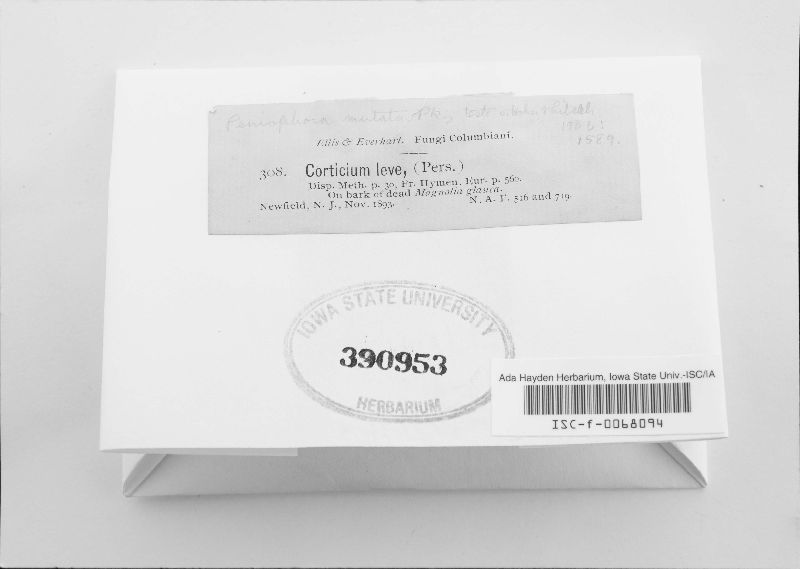 Peniophora mutata Pk,
Ellis & Everhart. Fungi Columbiani. 1989.
308. Corticium leve, (Pers.)
Disp. Meth. p. 30, Fr. Hymen. Eur. p. 560.
On bark of dead Magnolia glauca.
Newfield, N. J., Nov. 1893. N. A. F. 516 and 719.
IOWA STATE UNIVERSITY
390953
HERBARIUM
Ada Hayden Herbarium, Iowa State Univ.-ISC/IA
ISC-f-0068094